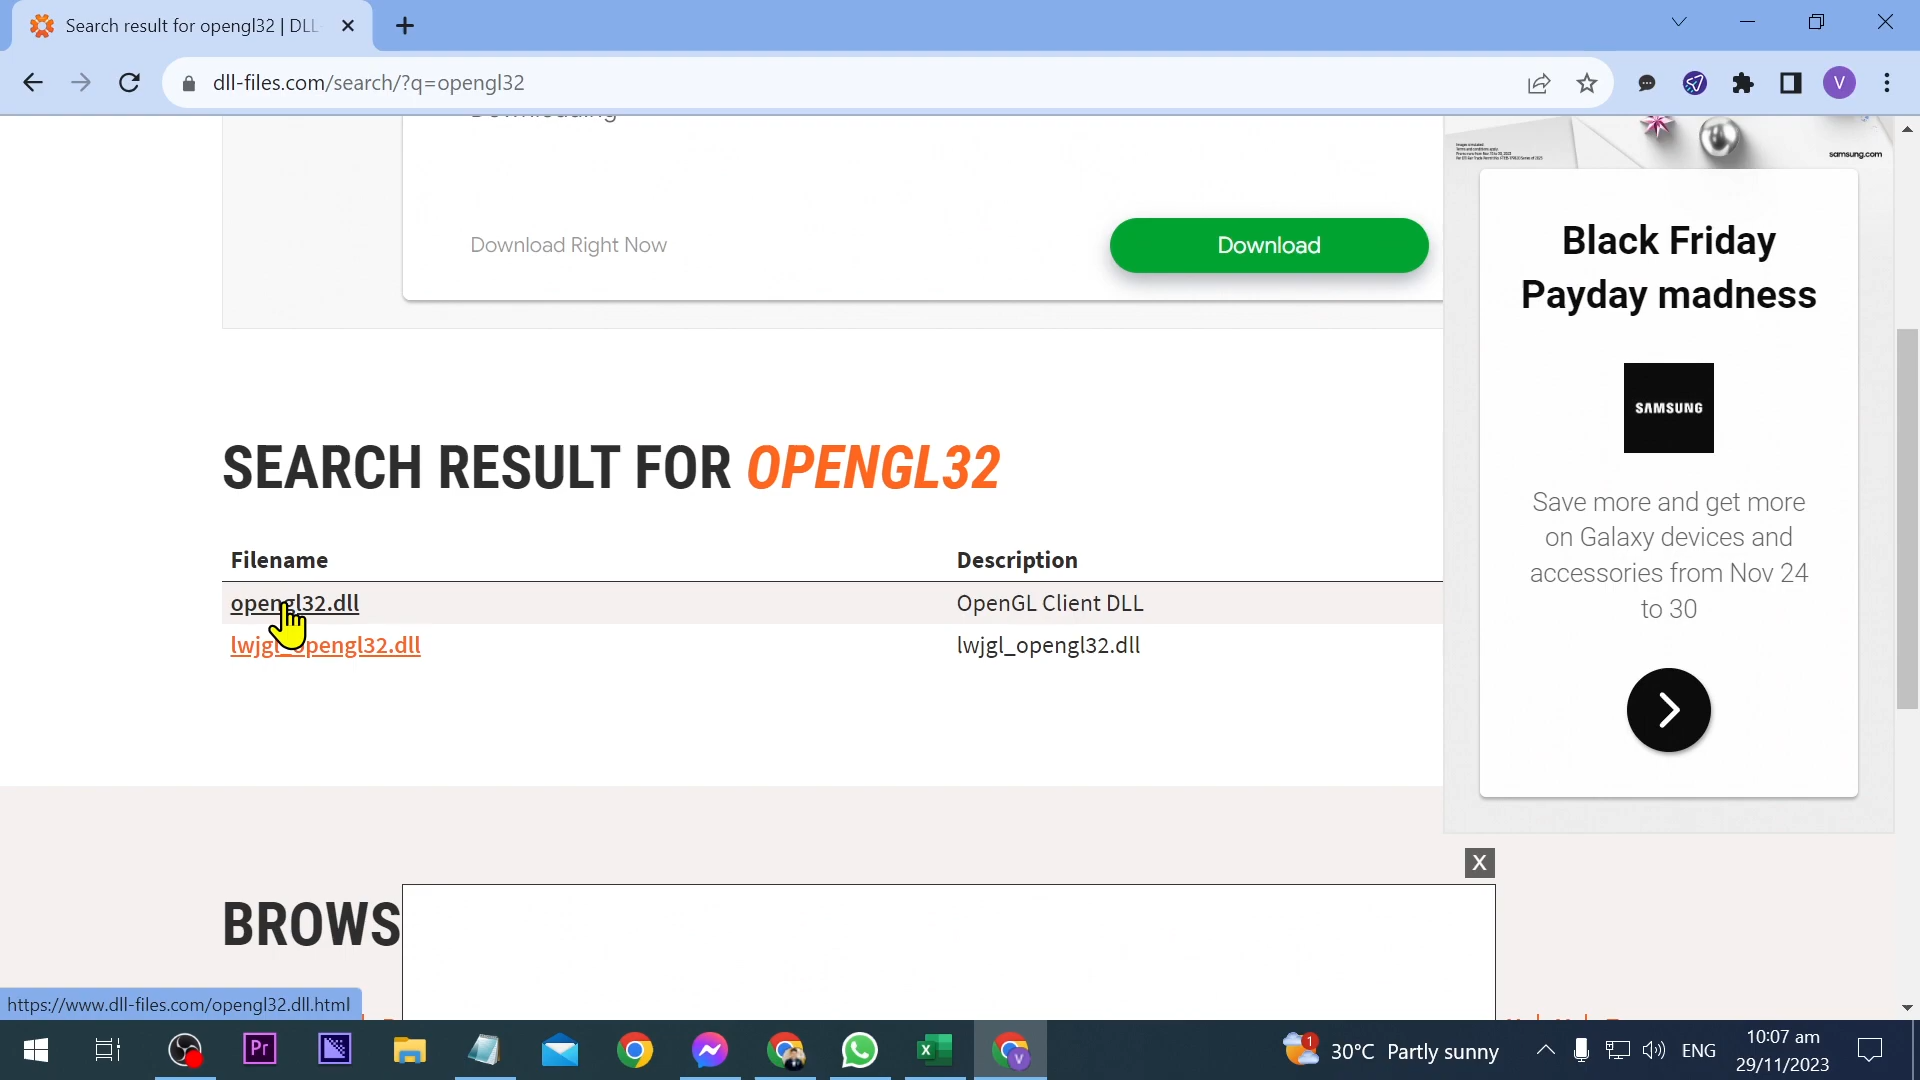 Search result for opengl32 | DLL-
dll-files.com/search/?q=opengl32
V
Downloading
Download Right Now
Download
samsung.com
Black Friday
Payday madness
SAMSUNG
Save more and get more
on Galaxy devices and
accessories from Nov 24
to 30
SEARCH RESULT FOR OPENGL32
Filename Description
opengl32.dll OpenGL Client DLL
lwjgl_opengl32.dll lwjgl_opengl32.dll
X
BROWS
https://www.dll-files.com/opengl32.dll.html
Pr
V
1
30°C Partly sunny
ENG
10:07 am
29/11/2023